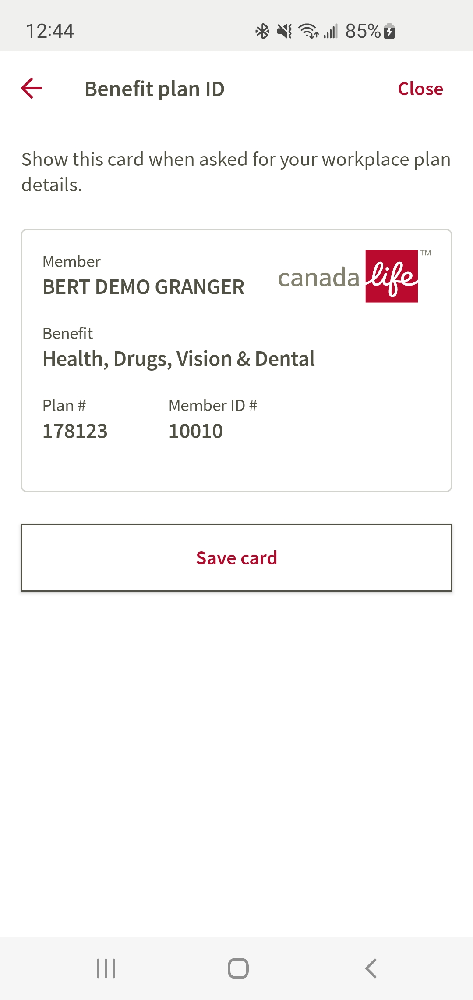 12:44 85%
Benefit plan ID Close
Show this card when asked for your workplace plan
details.
Member
BERT DEMO GRANGER
canada life ™
Benefit
Health, Drugs, Vision & Dental
Plan # Member ID #
178123 10010
Save card